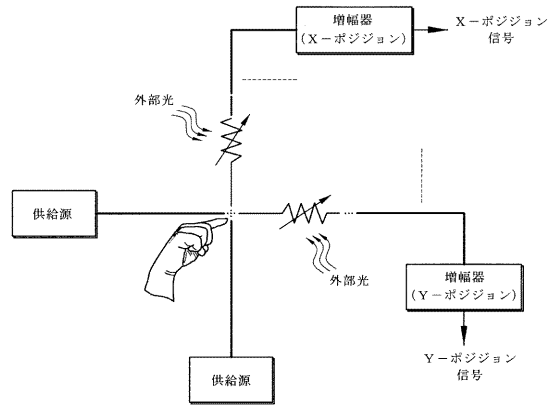 増幅器
(X－ポジション)
X－ポジション
信号
外部光
供給源
増幅器
(Y－ポジション)
外部光
Y－ポジション
信号
供給源